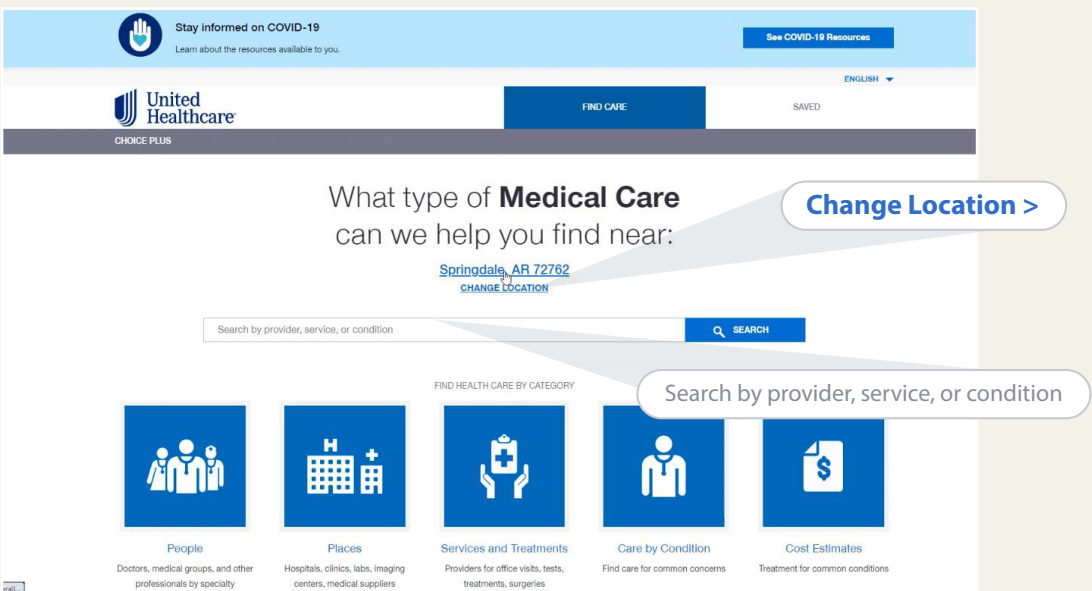 Stay informed on COVID-19
Learn about the resources available to you.
See COVID-19 Resources
ENGLISH
United
Healthcare
FIND CARE
SAVED
CHOICE PLUS
What type of Medical Care
can we help you find near:
Change Location >
Springdale, AR 72762
CHANGE LOCATION
Search by provider, service, or condition
SEARCH
FIND HEALTH CARE BY CATEGORY
Search by provider, service, or condition
H
$
People
Places
Services and Treatments
Care by Condition
Cost Estimates
Doctors, medical groups, and other
professionals by specialty
Hospitals, clinics, labs, imaging
centers, medical suppliers
Providers for office visits, tests,
treatments, surgeries
Find care for common concerns
Treatment for common conditions